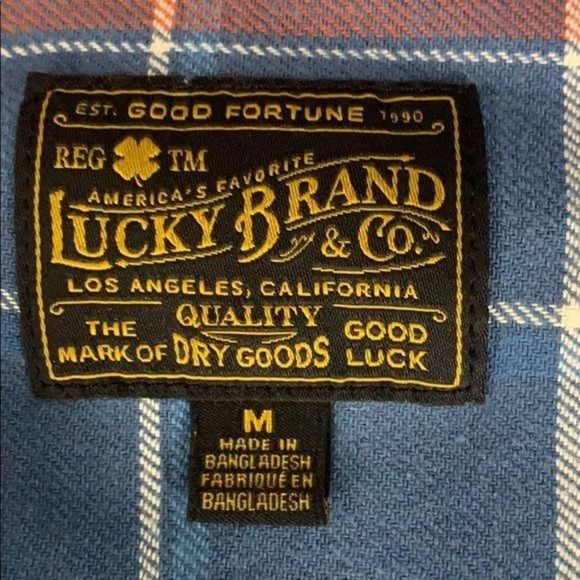 EST. GOOD FORTUNE 1990
REG TM
AMERICA'S FAVORITE
LUCKY BRAND
& CO.
LOS ANGELES, CALIFORNIA
QUALITY
THE MARK OF DRY GOODS GOOD LUCK
M
MADE IN
BANGLADESH
FABRIQUÉ EN
BANGLADESH